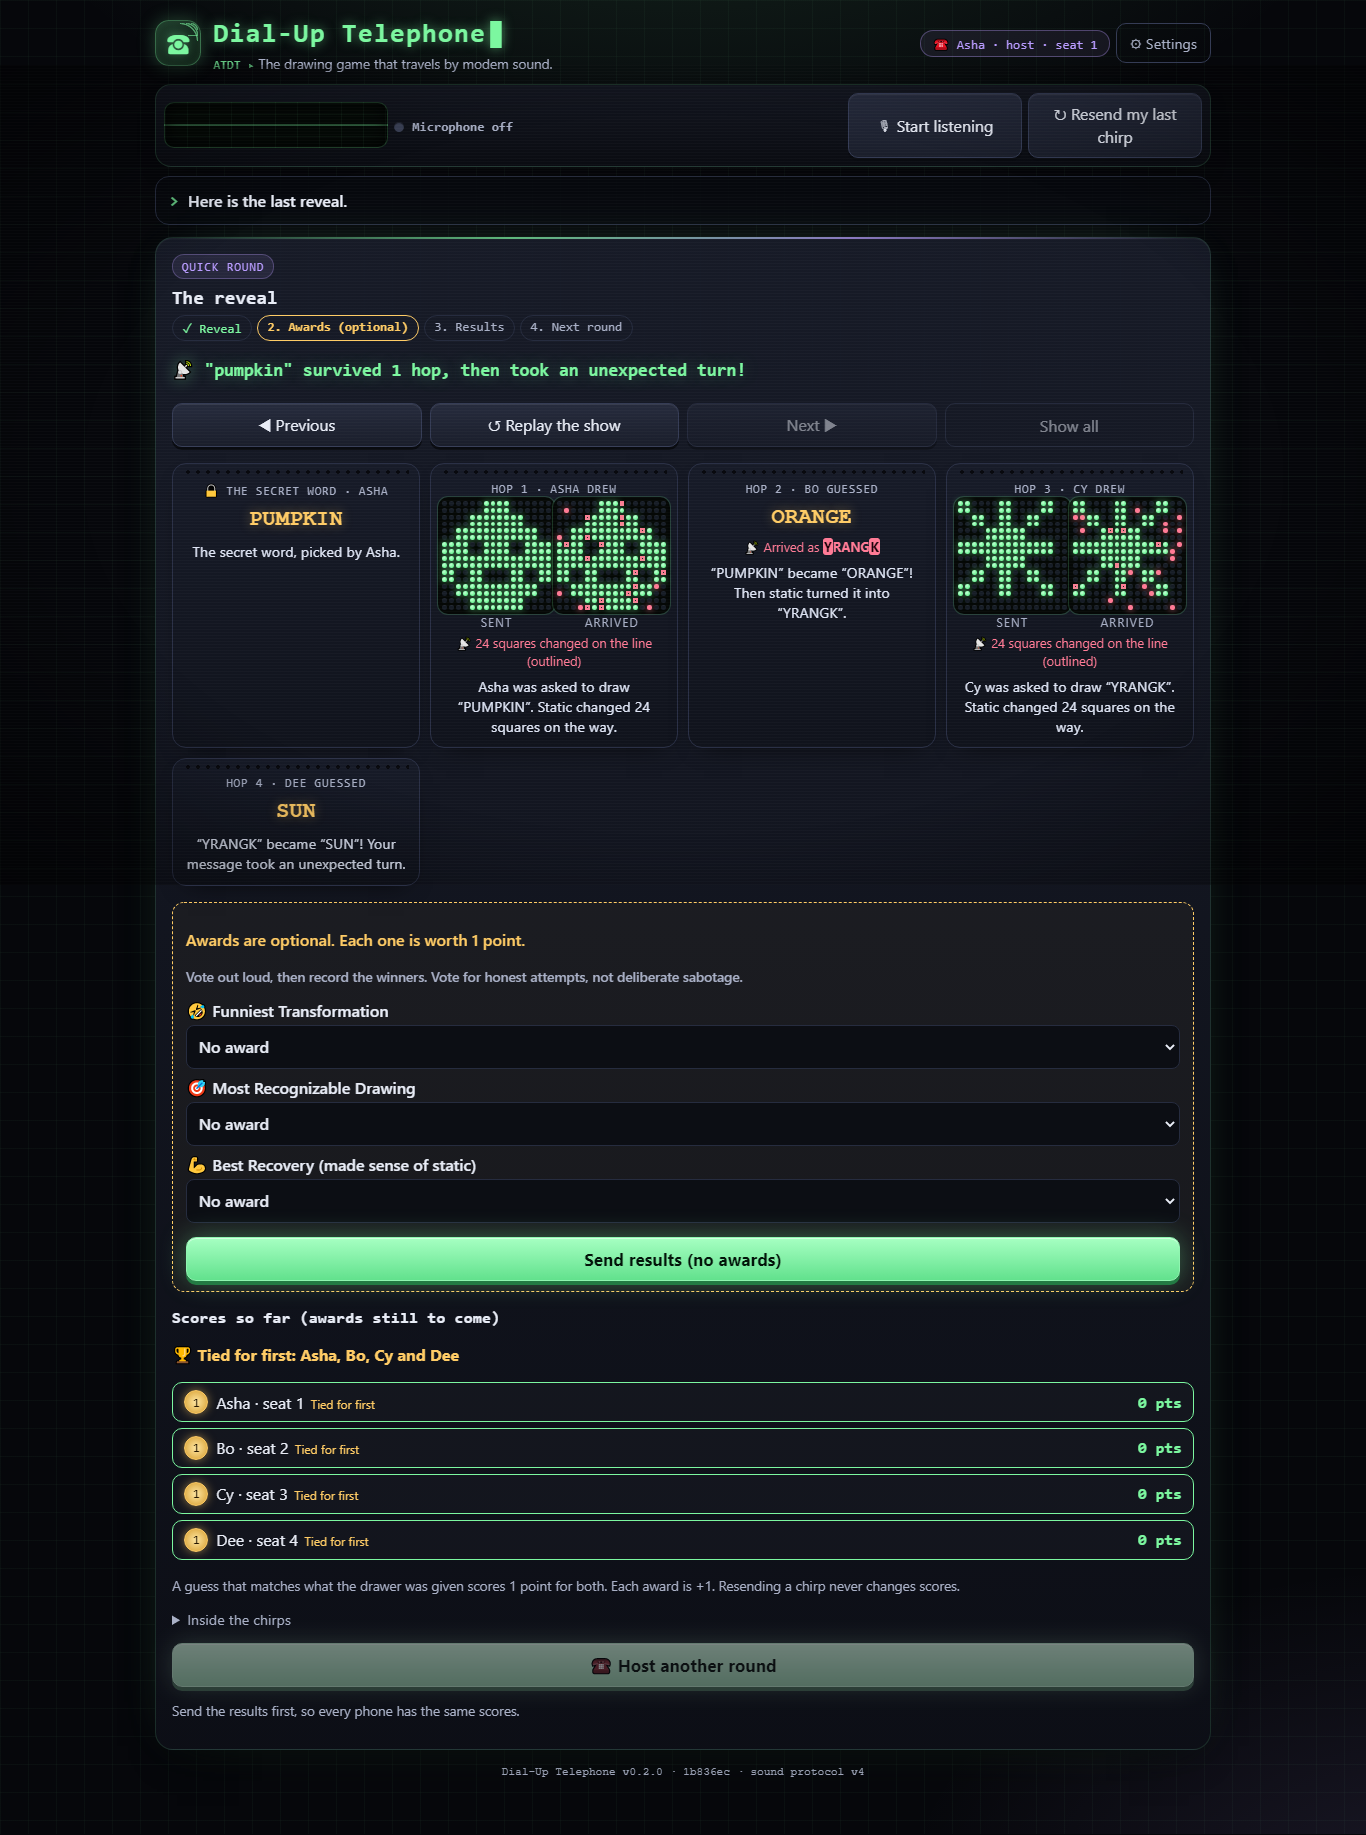 Dial-Up Telephone
ATDT ▸ The drawing game that travels by modem sound.
Asha · host · seat 1
⚙ Settings
Microphone off
Start listening
↻ Resend my last chirp
> Here is the last reveal.
QUICK ROUND
The reveal
✓ Reveal
2. Awards (optional)
3. Results
4. Next round
"pumpkin" survived 1 hop, then took an unexpected turn!
◀ Previous
↺ Replay the show
Next ▶
Show all
THE SECRET WORD · ASHA
PUMPKIN
The secret word, picked by Asha.
HOP 1 · ASHA DREW
SENT
ARRIVED
24 squares changed on the line
(outlined)
Asha was asked to draw
“PUMPKIN”. Static changed 24
squares on the way.
HOP 2 · BO GUESSED
ORANGE
Arrived as YRANGK
“PUMPKIN” became “ORANGE”!
Then static turned it into
“YRANGK”.
HOP 3 · CY DREW
SENT
ARRIVED
24 squares changed on the line
(outlined)
Cy was asked to draw “YRANGK”.
Static changed 24 squares on the
way.
HOP 4 · DEE GUESSED
SUN
“YRANGK” became “SUN”! Your
message took an unexpected turn.
Awards are optional. Each one is worth 1 point.
Vote out loud, then record the winners. Vote for honest attempts, not deliberate sabotage.
🤣 Funniest Transformation
No award
🎯 Most Recognizable Drawing
No award
💪 Best Recovery (made sense of static)
No award
Send results (no awards)
Scores so far (awards still to come)
🏆 Tied for first: Asha, Bo, Cy and Dee
1 Asha · seat 1 Tied for first 0 pts
1 Bo · seat 2 Tied for first 0 pts
1 Cy · seat 3 Tied for first 0 pts
1 Dee · seat 4 Tied for first 0 pts
A guess that matches what the drawer was given scores 1 point for both. Each award is +1. Resending a chirp never changes scores.
▶ Inside the chirps
☎ Host another round
Send the results first, so every phone has the same scores.
Dial-Up Telephone v0.2.0 · 1b836ec · sound protocol v4